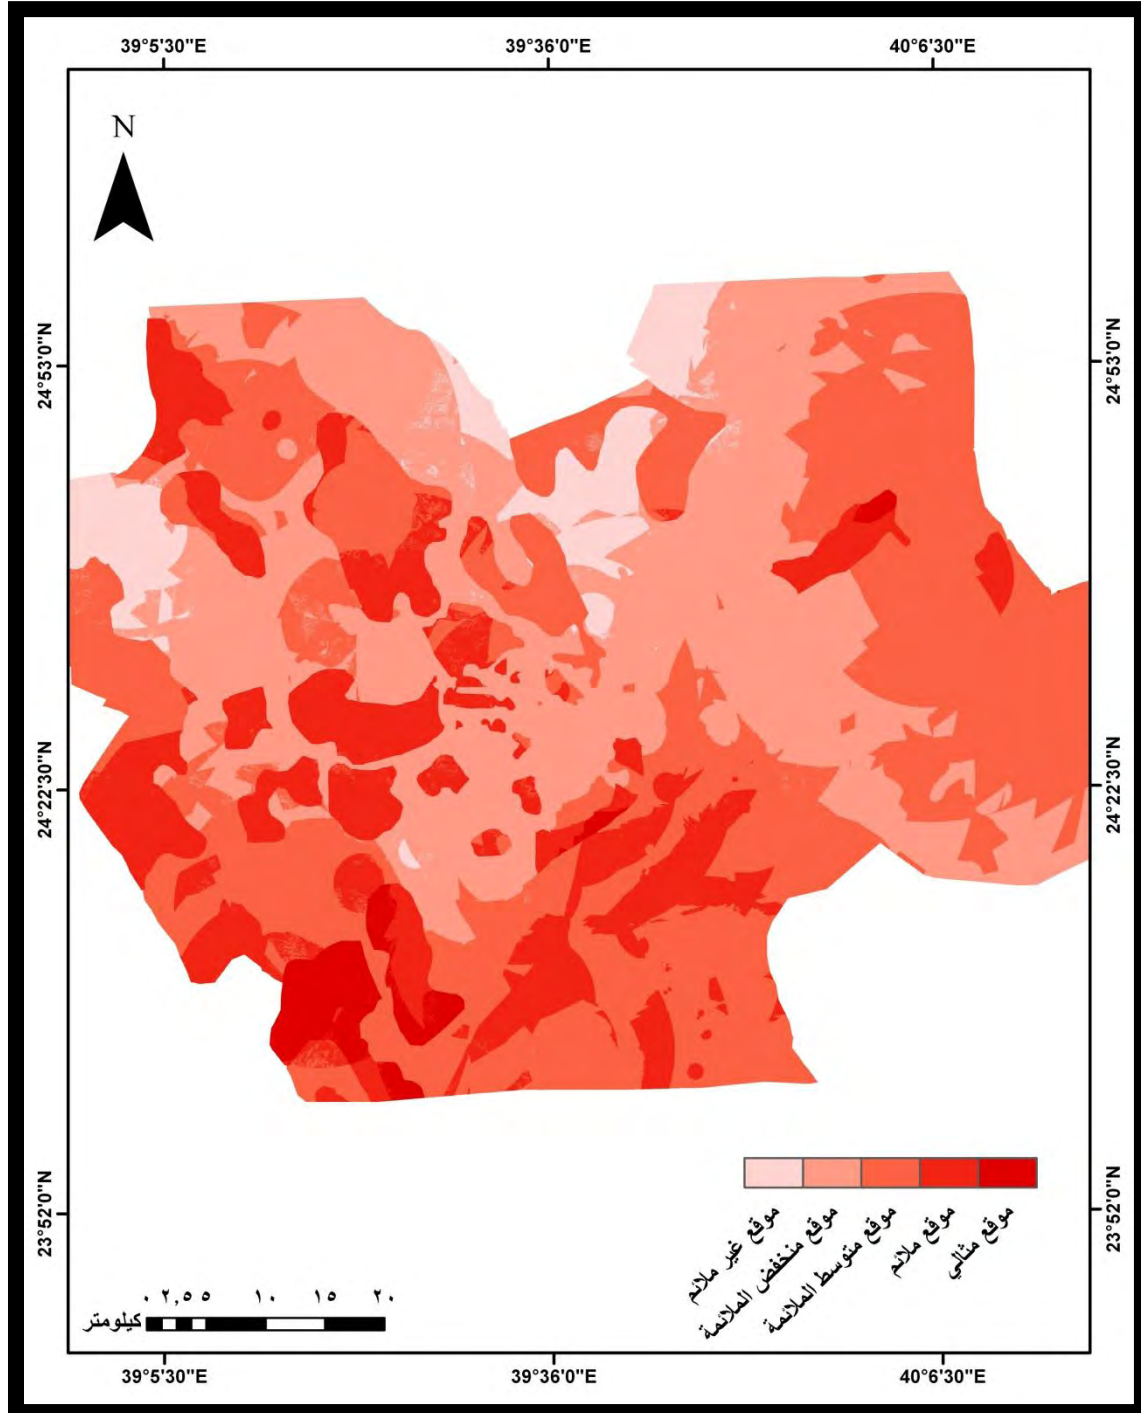 39°5'30"E
39°36'0"E
40°6'30"E
N
24°53'0"N
24°53'0"N
24°22'30"N
24°22'30"N
23°52'0"N
23°52'0"N
موقع مثالي
موقع ملائم
موقع متوسط الملائمة
موقع منخفض الملائمة
موقع غير ملائم
٠ ٢,٥ ٥ ١٠ ١٥ ٢٠
كيلومتر
39°5'30"E
39°36'0"E
40°6'30"E